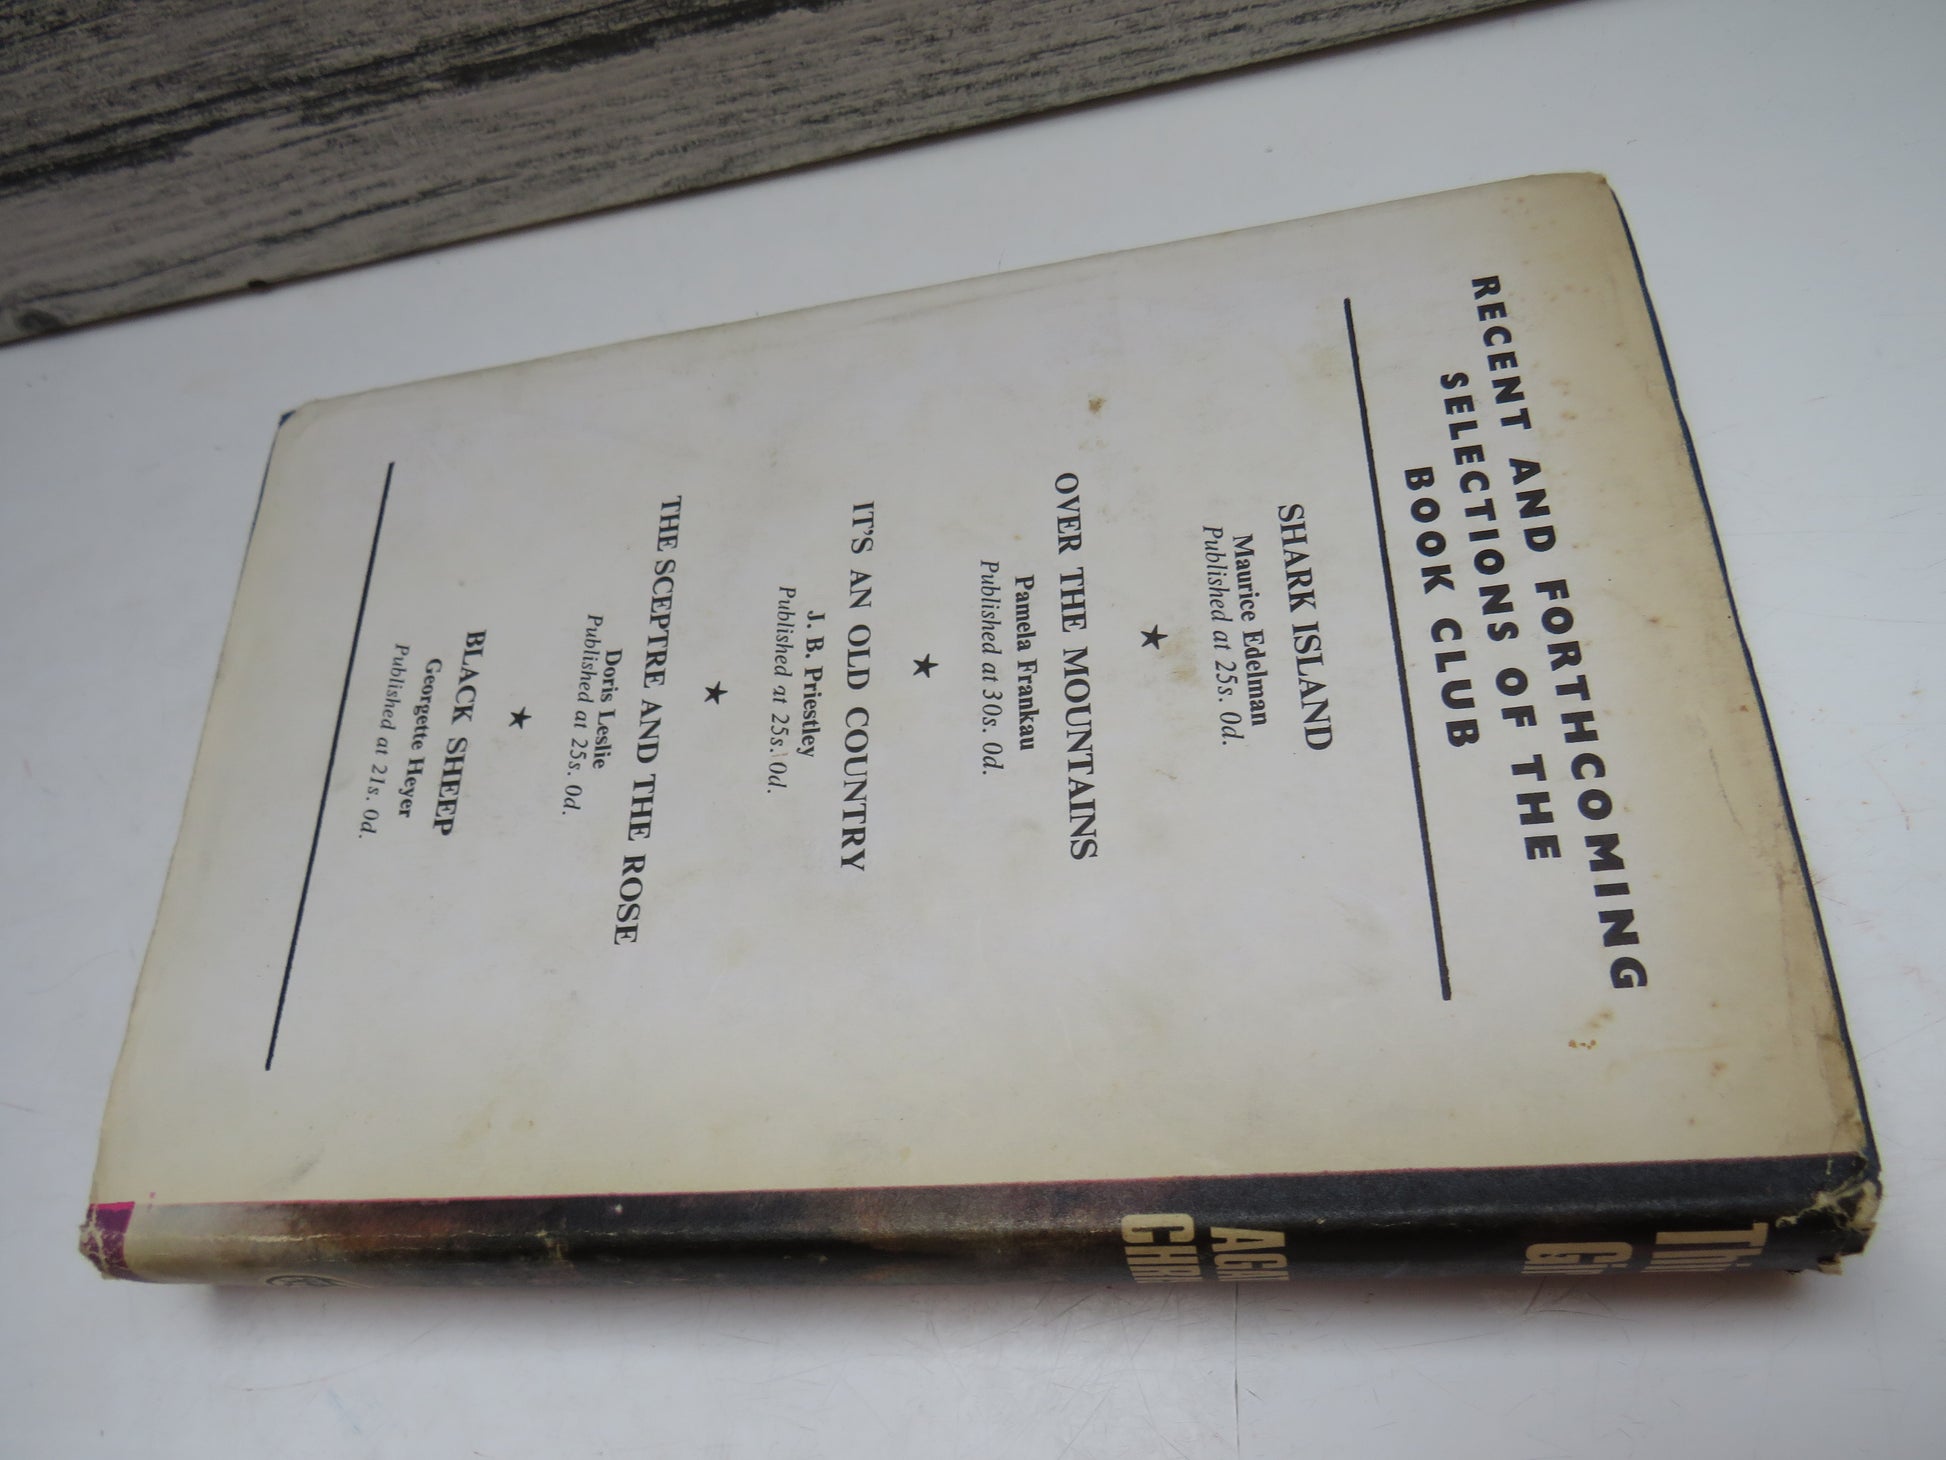 RECENT AND FORTHCOMING
SELECTIONS OF THE
BOOK CLUB
SHARK ISLAND
Maurice Edelman
Published at 25s. 0d.
★
OVER THE MOUNTAINS
Pamela Frankau
Published at 30s. 0d.
★
IT'S AN OLD COUNTRY
J. B. Priestley
Published at 25s. 0d.
★
THE SCEPTRE AND THE ROSE
Doris Leslie
Published at 25s. 0d.
★
BLACK SHEEP
Georgette Heyer
Published at 21s. 0d.